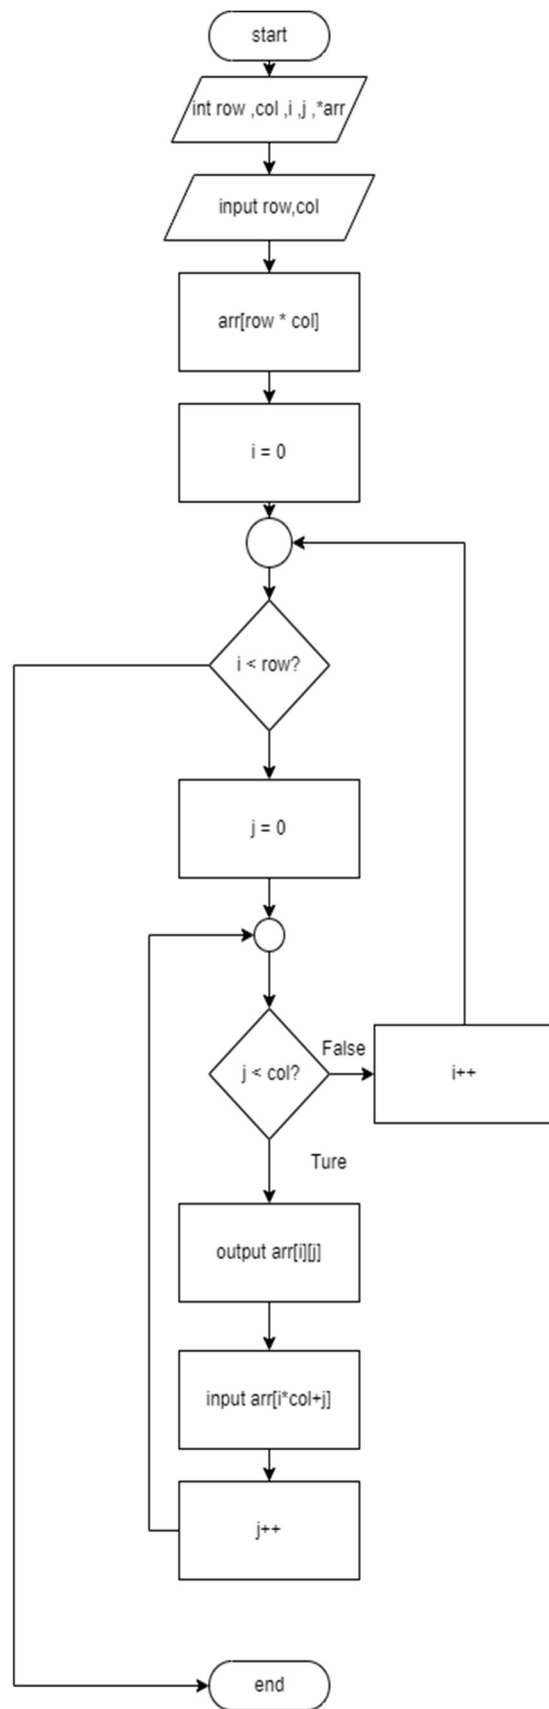 start
int row ,col ,i ,j ,*arr
input row,col
arr[row * col]
i = 0
i < row?
j = 0
j < col?
False
i++
Ture
output arr[i][j]
input arr[i*col+j]
j++
end